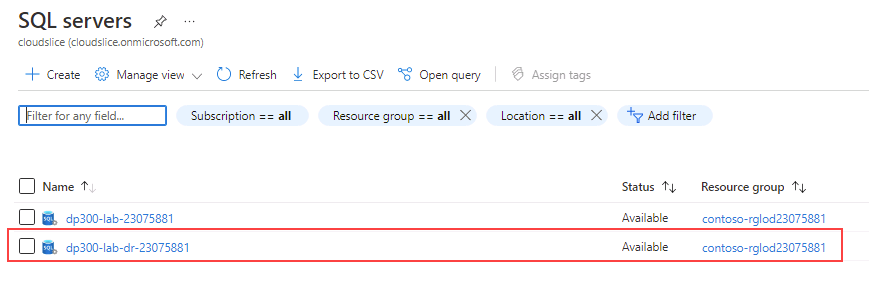 SQL servers
cloudslice (cloudslice.onmicrosoft.com)
Create Manage view Refresh Export to CSV Open query Assign tags
Filter for any field... Subscription == all Resource group == all Location == all Add filter
Name Status Resource group
SQL dp300-lab-23075881 Available contoso-rglod23075881
SQL dp300-lab-dr-23075881 Available contoso-rglod23075881